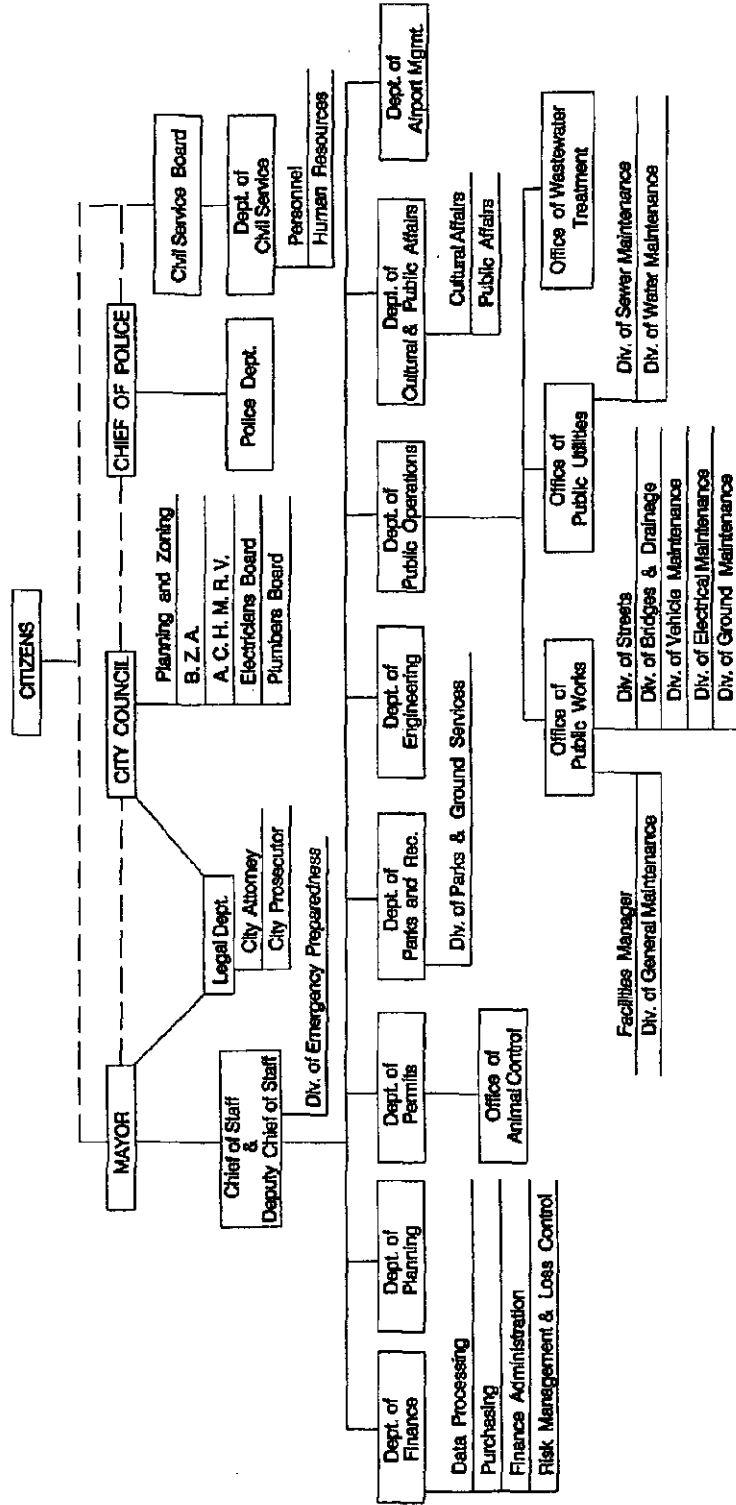 CITIZENS
MAYOR
CITY COUNCIL
CHIEF OF POLICE
Legal Dept.
City Attorney
City Prosecutor
Planning and Zoning
B. Z. A.
A. C. H. M. R. V.
Electricians Board
Plumbers Board
Police Dept.
Civil Service Board
Dept. of
Civil Service
Personnel
Human Resources
Chief of Staff
&
Deputy Chief of Staff
Div. of Emergency Preparedness
Dept. of
Finance
Data Processing
Purchasing
Finance Administration
Risk Management & Loss Control
Dept. of
Planning
Dept. of
Permits
Office of
Animal Control
Dept. of
Parks and Rec.
Div. of Parks & Ground Services
Dept. of
Engineering
Dept. of
Public Operations
Dept. of
Cultural & Public Affairs
Cultural Affairs
Public Affairs
Dept. of
Airport Mgmt.
Office of
Public Works
Facilities Manager
Div. of General Maintenance
Div. of Streets
Div. of Bridges & Drainage
Div. of Vehicle Maintenance
Div. of Electrical Maintenance
Div. of Ground Maintenance
Office of
Public Utilities
Div. of Sewer Maintenance
Div. of Water Maintenance
Office of Wastewater
Treatment